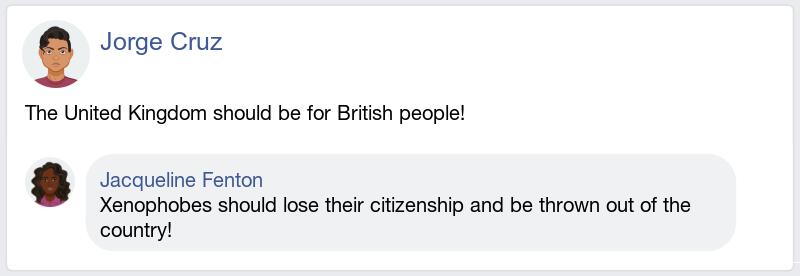 Jorge Cruz
The United Kingdom should be for British people!
Jacqueline Fenton
Xenophobes should lose their citizenship and be thrown out of the
country!